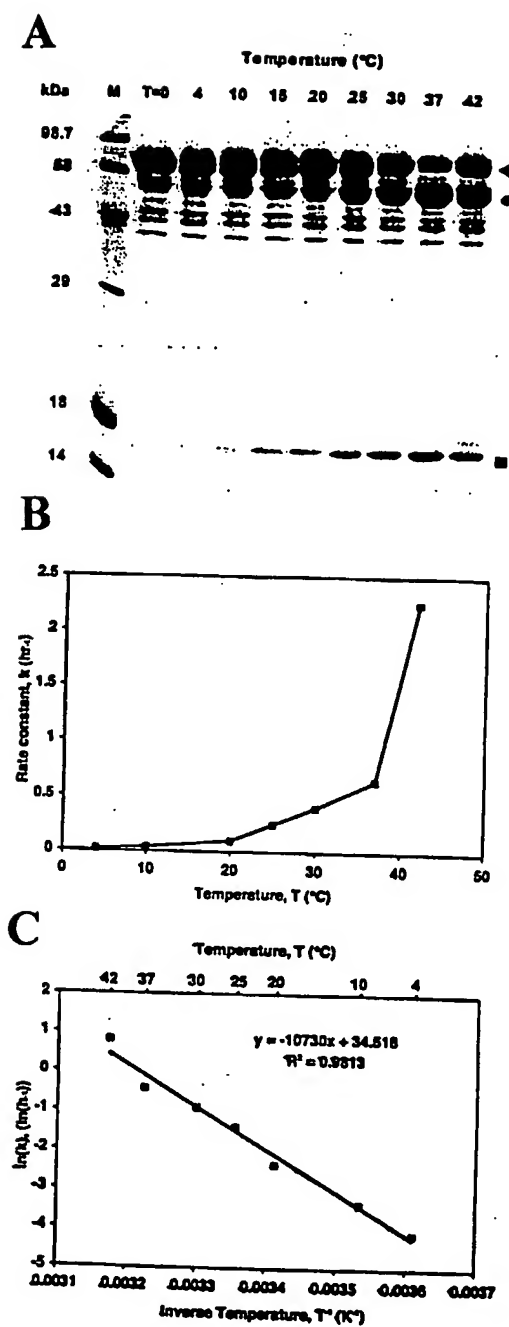 A
Temperature (°C)
kDa M T=0 4 10 15 20 25 30 37 42
98.7
68
43
29
18
14
B
2.5
2
1.5
1
0.5
0
0 10 20 30 40 50
Rate constant, k (hr-1)
Temperature, T (°C)
C
Temperature, T (°C)
42 37 30 25 20 10 4
2
1
0
-1
-2
-3
-4
-5
y = -10730x + 34.518
R² = 0.9813
ln(k), (ln(h-1))
0.0031 0.0032 0.0033 0.0034 0.0035 0.0036 0.0037
Inverse Temperature, T-1 (K-1)